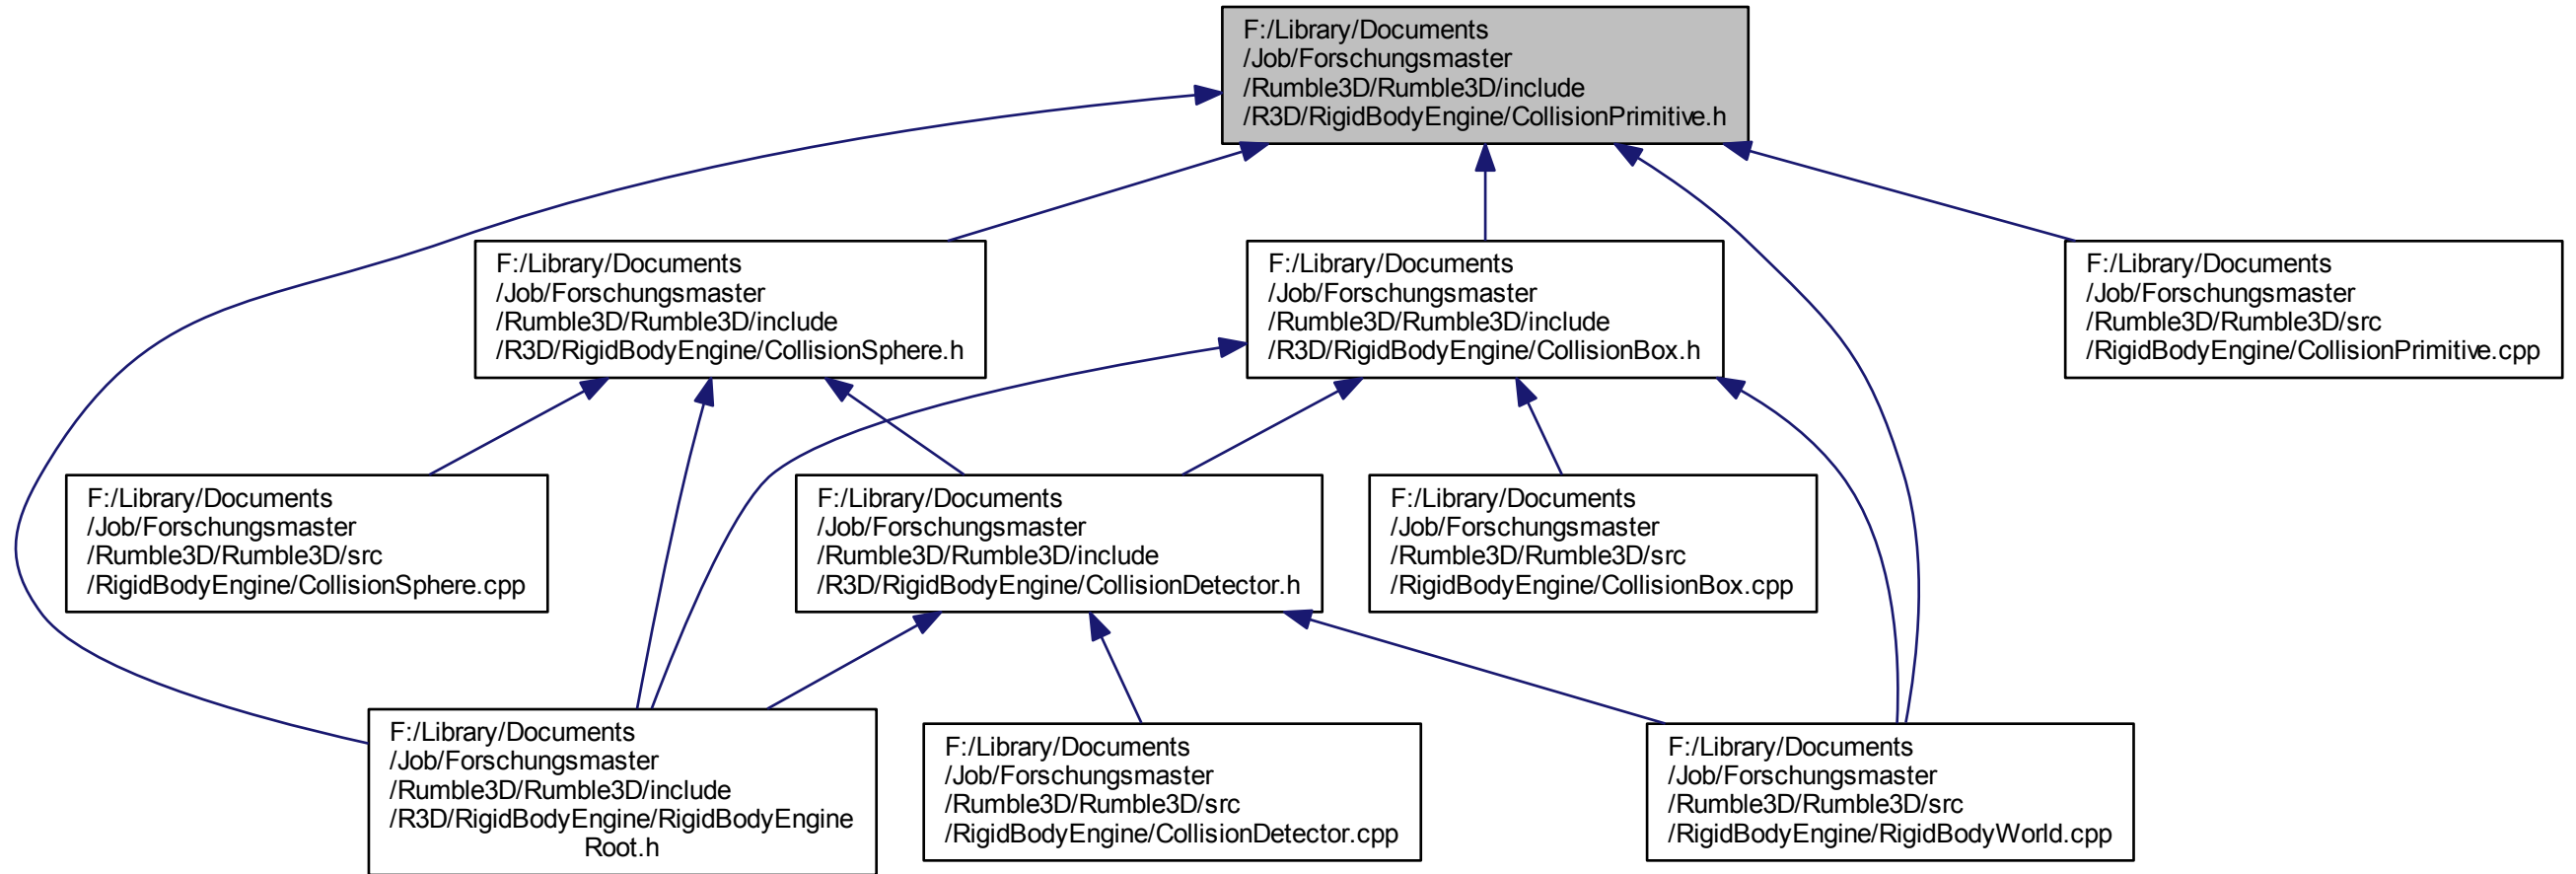 F:/Library/Documents
/Job/Forschungsmaster
/Rumble3D/Rumble3D/include
/R3D/RigidBodyEngine/CollisionPrimitive.h
F:/Library/Documents
/Job/Forschungsmaster
/Rumble3D/Rumble3D/include
/R3D/RigidBodyEngine/CollisionSphere.h
F:/Library/Documents
/Job/Forschungsmaster
/Rumble3D/Rumble3D/include
/R3D/RigidBodyEngine/CollisionBox.h
F:/Library/Documents
/Job/Forschungsmaster
/Rumble3D/Rumble3D/src
/RigidBodyEngine/CollisionPrimitive.cpp
F:/Library/Documents
/Job/Forschungsmaster
/Rumble3D/Rumble3D/src
/RigidBodyEngine/CollisionSphere.cpp
F:/Library/Documents
/Job/Forschungsmaster
/Rumble3D/Rumble3D/include
/R3D/RigidBodyEngine/CollisionDetector.h
F:/Library/Documents
/Job/Forschungsmaster
/Rumble3D/Rumble3D/src
/RigidBodyEngine/CollisionBox.cpp
F:/Library/Documents
/Job/Forschungsmaster
/Rumble3D/Rumble3D/include
/R3D/RigidBodyEngine/RigidBodyEngine
Root.h
F:/Library/Documents
/Job/Forschungsmaster
/Rumble3D/Rumble3D/src
/RigidBodyEngine/CollisionDetector.cpp
F:/Library/Documents
/Job/Forschungsmaster
/Rumble3D/Rumble3D/src
/RigidBodyEngine/RigidBodyWorld.cpp